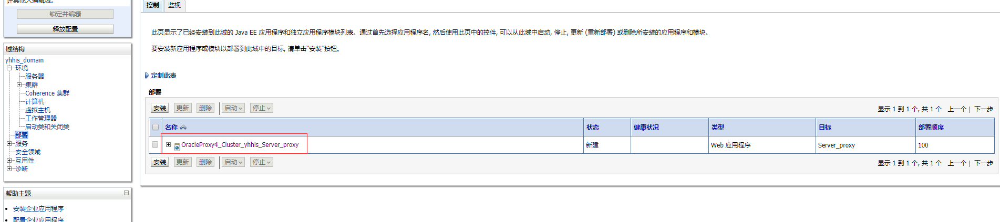 件其他人编辑域。
锁定并编辑
释放配置
域结构
yhhis_domain
环境
服务器
集群
Coherence 集群
计算机
虚拟主机
工作管理器
启动类和关闭类
部署
服务
安全领域
互用性
诊断
帮助主题
安装企业应用程序
配置企业应用程序
控制 监视
此页显示了已经安装到此域的 Java EE 应用程序和独立应用程序模块列表。通过首先选择应用程序名, 然后使用此页中的控件, 可以从此域中启动, 停止, 更新 (重新部署) 或删除所安装的应用程序和模块。
要安装新应用程序或模块以部署到此域中的目标, 请单击“安装”按钮。
定制此表
部署
安装 更新 删除 启动 停止 显示 1 到 1 个, 共 1 个 上一个 | 下一步
名称 状态 健康状况 类型 目标 部署顺序
OracleProxy4_Cluster_yhhis_Server_proxy 新建 Web 应用程序 Server_proxy 100
安装 更新 删除 启动 停止 显示 1 到 1 个, 共 1 个 上一个 | 下一步